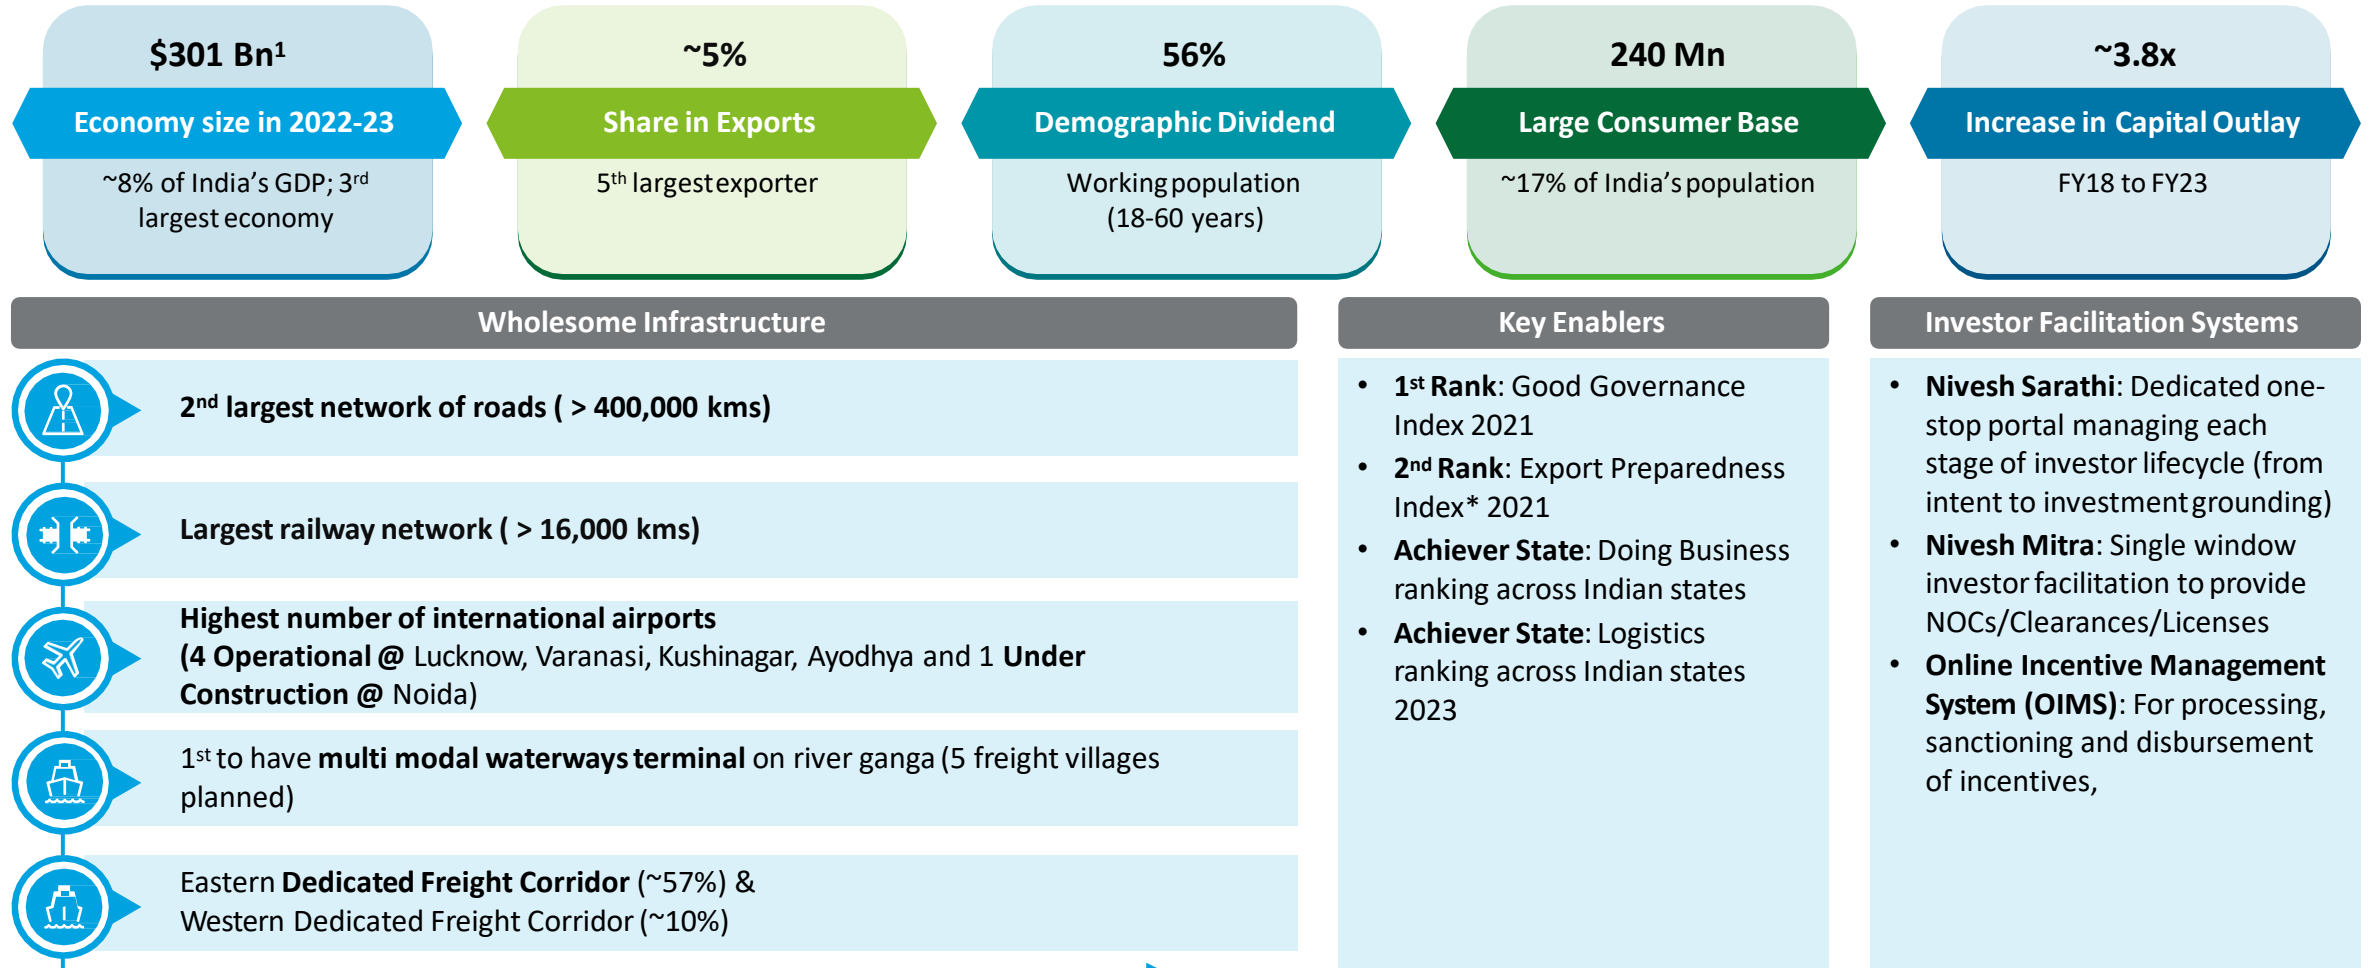 $301 Bn¹
Economy size in 2022-23
~8% of India's GDP; 3rd
largest economy
~5%
Share in Exports
5th largest exporter
56%
Demographic Dividend
Working population
(18-60 years)
240 Mn
Large Consumer Base
~17% of India's population
~3.8x
Increase in Capital Outlay
FY18 to FY23
Wholesome Infrastructure
2nd largest network of roads ( > 400,000 kms)
Largest railway network ( > 16,000 kms)
Highest number of international airports
(4 Operational @ Lucknow, Varanasi, Kushinagar, Ayodhya and 1 Under
Construction @ Noida)
1st to have multi modal waterways terminal on river ganga (5 freight villages
planned)
Eastern Dedicated Freight Corridor (~57%) &
Western Dedicated Freight Corridor (~10%)
Key Enablers
• 1st Rank: Good Governance
Index 2021
• 2nd Rank: Export Preparedness
Index* 2021
• Achiever State: Doing Business
ranking across Indian states
• Achiever State: Logistics
ranking across Indian states
2023
Investor Facilitation Systems
• Nivesh Sarathi: Dedicated one-
stop portal managing each
stage of investor lifecycle (from
intent to investment grounding)
• Nivesh Mitra: Single window
investor facilitation to provide
NOCs/Clearances/Licenses
• Online Incentive Management
System (OIMS): For processing,
sanctioning and disbursement
of incentives,